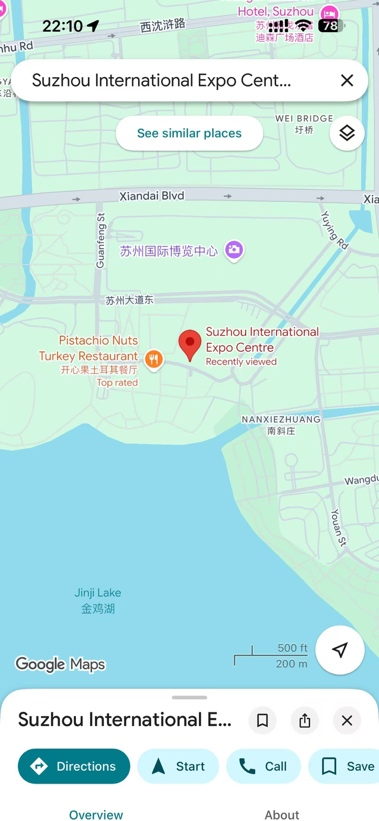 22:10
78
Hotel, Suzhou
迪森广场酒店
西沈浒路
hu Rd
Suzhou International Expo Cent...
See similar places
WEI BRIDGE
圩桥
Xiandai Blvd
Xia
Guanfeng St
Yuying Rd
苏州国际博览中心
苏州大道东
Suzhou International
Expo Centre
Recently viewed
Pistachio Nuts
Turkey Restaurant
开心果土耳其餐厅
Top rated
NANXIEZHUANG
南斜庄
Wangdu
Youan St
Jinji Lake
金鸡湖
500 ft
200 m
Google Maps
Suzhou International E...
Directions
Start
Call
Save
Overview
About